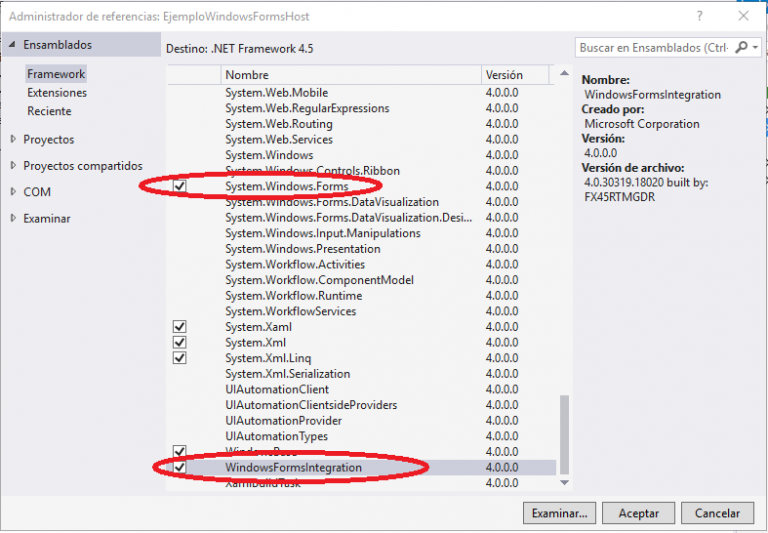 Administrador de referencias: EjemploWindowsFormsHost
Ensamblados
Framework
Extensiones
Reciente
Proyectos
Proyectos compartidos
COM
Examinar
Destino: .NET Framework 4.5
Buscar en Ensamblados (Ctrl-
Nombre Versión
System.Web.Mobile 4.0.0.0
System.Web.RegularExpressions 4.0.0.0
System.Web.Routing 4.0.0.0
System.Web.Services 4.0.0.0
System.Windows 4.0.0.0
System.Windows.Controls.Ribbon 4.0.0.0
System.Windows.Forms 4.0.0.0
System.Windows.Forms.DataVisualization 4.0.0.0
System.Windows.Forms.DataVisualization.Desi... 4.0.0.0
System.Windows.Input.Manipulations 4.0.0.0
System.Windows.Presentation 4.0.0.0
System.Workflow.Activities 4.0.0.0
System.Workflow.ComponentModel 4.0.0.0
System.Workflow.Runtime 4.0.0.0
System.WorkflowServices 4.0.0.0
System.Xaml 4.0.0.0
System.Xml 4.0.0.0
System.Xml.Linq 4.0.0.0
System.Xml.Serialization 4.0.0.0
UIAutomationClient 4.0.0.0
UIAutomationClientsideProviders 4.0.0.0
UIAutomationProvider 4.0.0.0
UIAutomationTypes 4.0.0.0
WindowsBase 4.0.0.0
WindowsFormsIntegration 4.0.0.0
XamlBuildTask 4.0.0.0
Nombre:
WindowsFormsIntegration
Creado por:
Microsoft Corporation
Versión:
4.0.0.0
Versión de archivo:
4.0.30319.18020 built by:
FX45RTMGDR
Examinar... Aceptar Cancelar